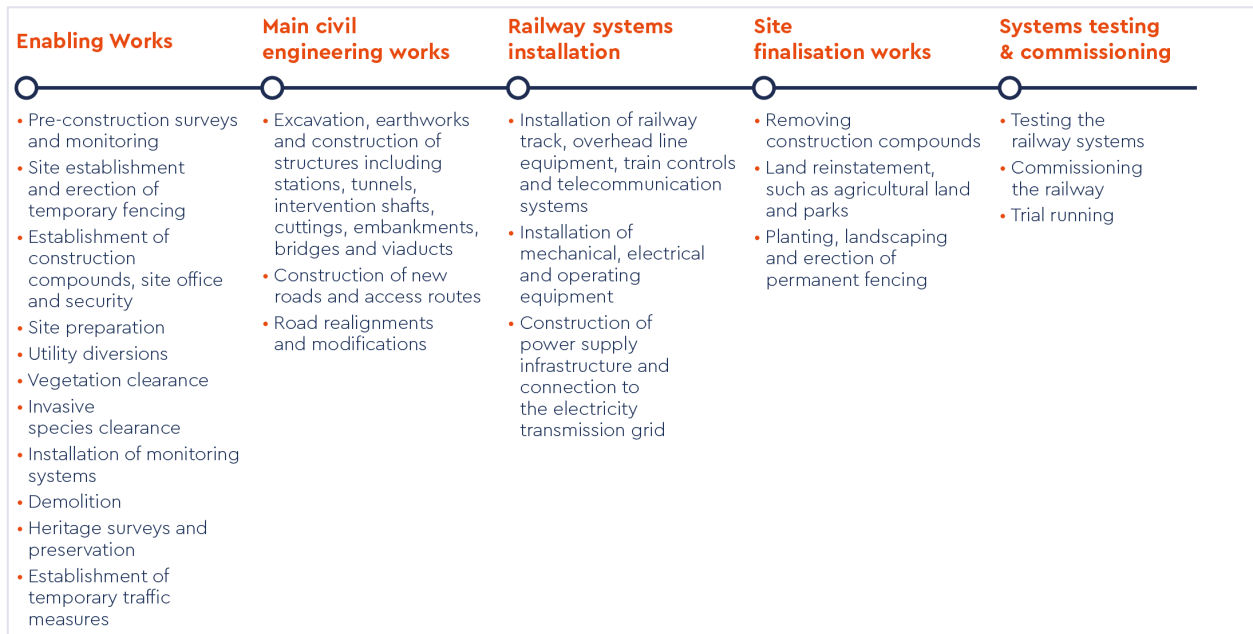 Enabling Works
• Pre-construction surveys
and monitoring
• Site establishment
and erection of
temporary fencing
• Establishment of
construction
compounds, site office
and security
• Site preparation
• Utility diversions
• Vegetation clearance
• Invasive
species clearance
• Installation of monitoring
systems
• Demolition
• Heritage surveys and
preservation
• Establishment of
temporary traffic
measures
Main civil
engineering works
• Excavation, earthworks
and construction of
structures including
stations, tunnels,
intervention shafts,
cuttings, embankments,
bridges and viaducts
• Construction of new
roads and access routes
• Road realignments
and modifications
Railway systems
installation
• Installation of railway
track, overhead line
equipment, train controls
and telecommunication
systems
• Installation of
mechanical, electrical
and operating
equipment
• Construction of
power supply
infrastructure and
connection to
the electricity
transmission grid
Site
finalisation works
• Removing
construction compounds
• Land reinstatement,
such as agricultural land
and parks
• Planting, landscaping
and erection of
permanent fencing
Systems testing
& commissioning
• Testing the
railway systems
• Commissioning
the railway
• Trial running